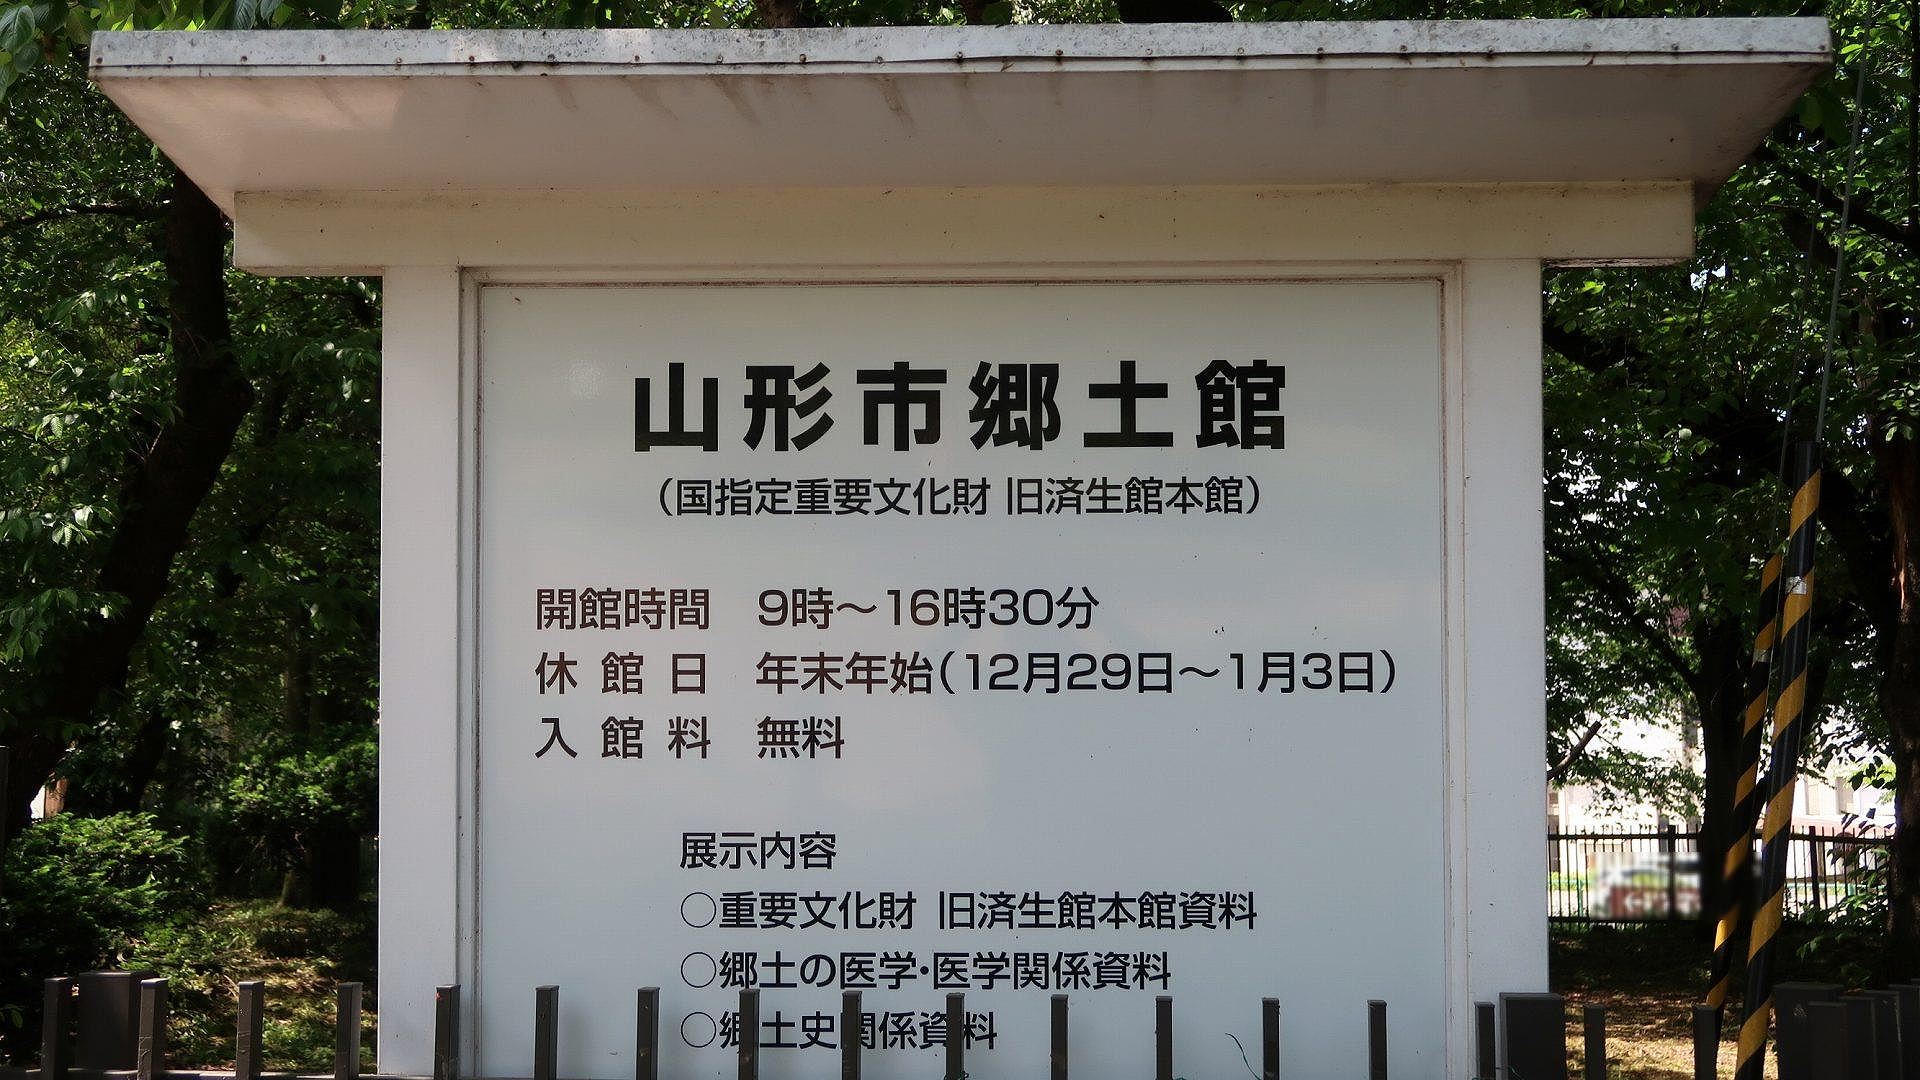 山形市郷土館
（国指定重要文化財 旧済生館本館）
開館時間 9時～16時30分
休館日 年末年始（12月29日～1月3日）
入館料 無料
展示内容
○重要文化財 旧済生館本館資料
○郷土の医学・医学関係資料
○郷土史関係資料